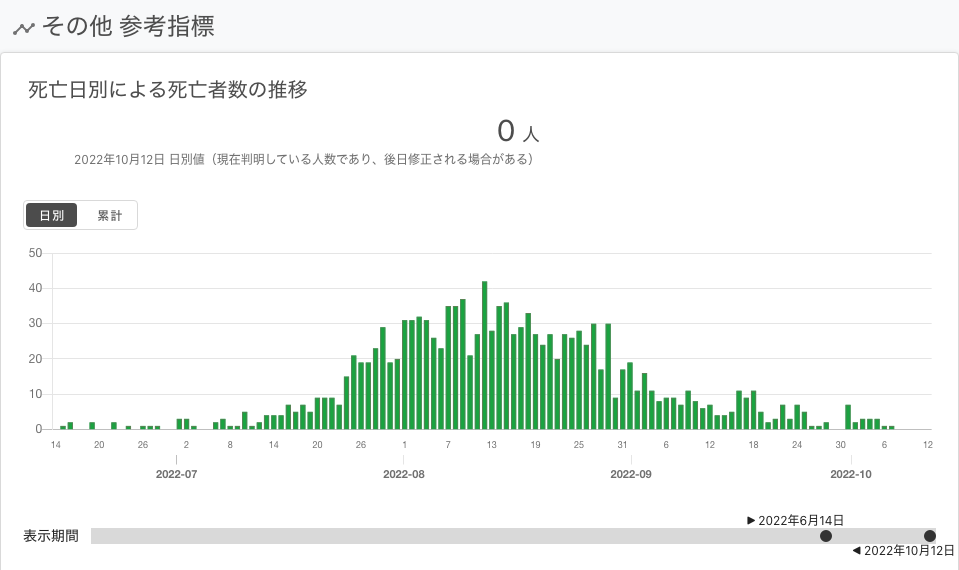 その他 参考指標
死亡日別による死亡者数の推移
0 人
2022年10月12日 日別値（現在判明している人数であり、後日修正される場合がある）
日別 累計
50
40
30
20
10
0
14 20 26 2 8 14 20 26 1 7 13 19 25 31 6 12 18 24 30 6 12
2022-07 2022-08 2022-09 2022-10
▶ 2022年6月14日
表示期間
◀ 2022年10月12日